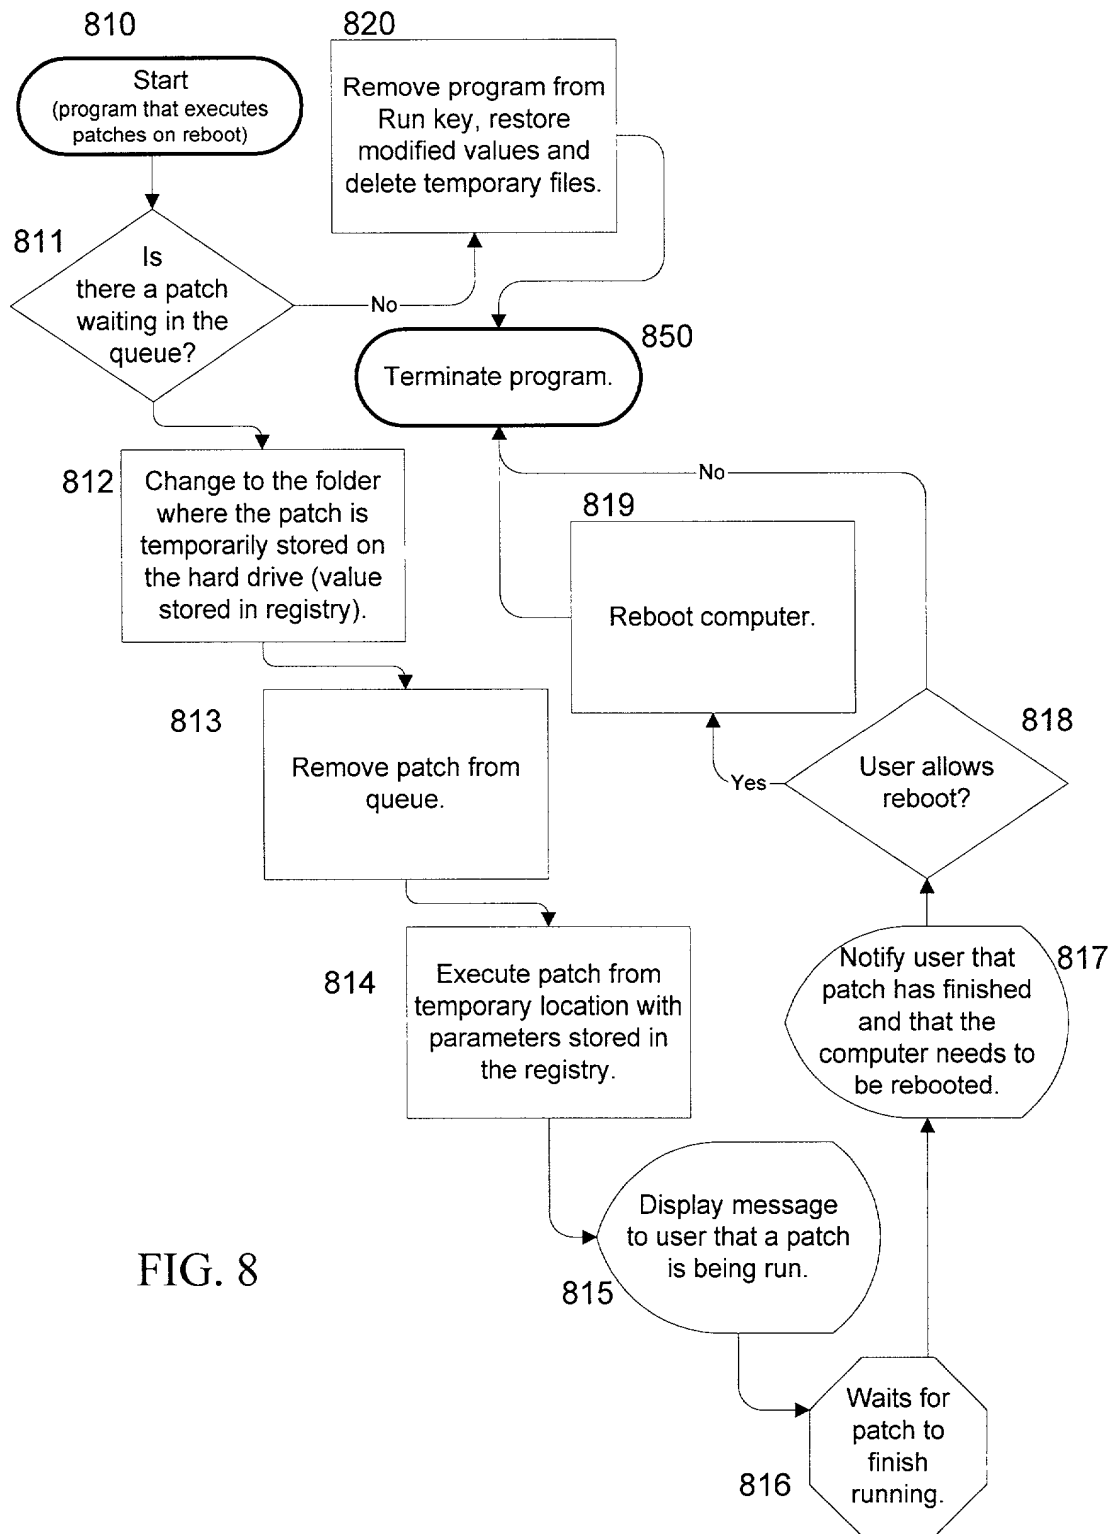 810
Start
(program that executes
patches on reboot)
820
Remove program from
Run key, restore
modified values and
delete temporary files.
811
Is
there a patch
waiting in the
queue?
No
850
Terminate program.
812
Change to the folder
where the patch is
temporarily stored on
the hard drive (value
stored in registry).
No
819
Reboot computer.
813
Remove patch from
queue.
818
User allows
reboot?
Yes
814
Execute patch from
temporary location with
parameters stored in
the registry.
817
Notify user that
patch has finished
and that the
computer needs to
be rebooted.
815
Display message
to user that a patch
is being run.
FIG. 8
816
Waits for
patch to
finish
running.